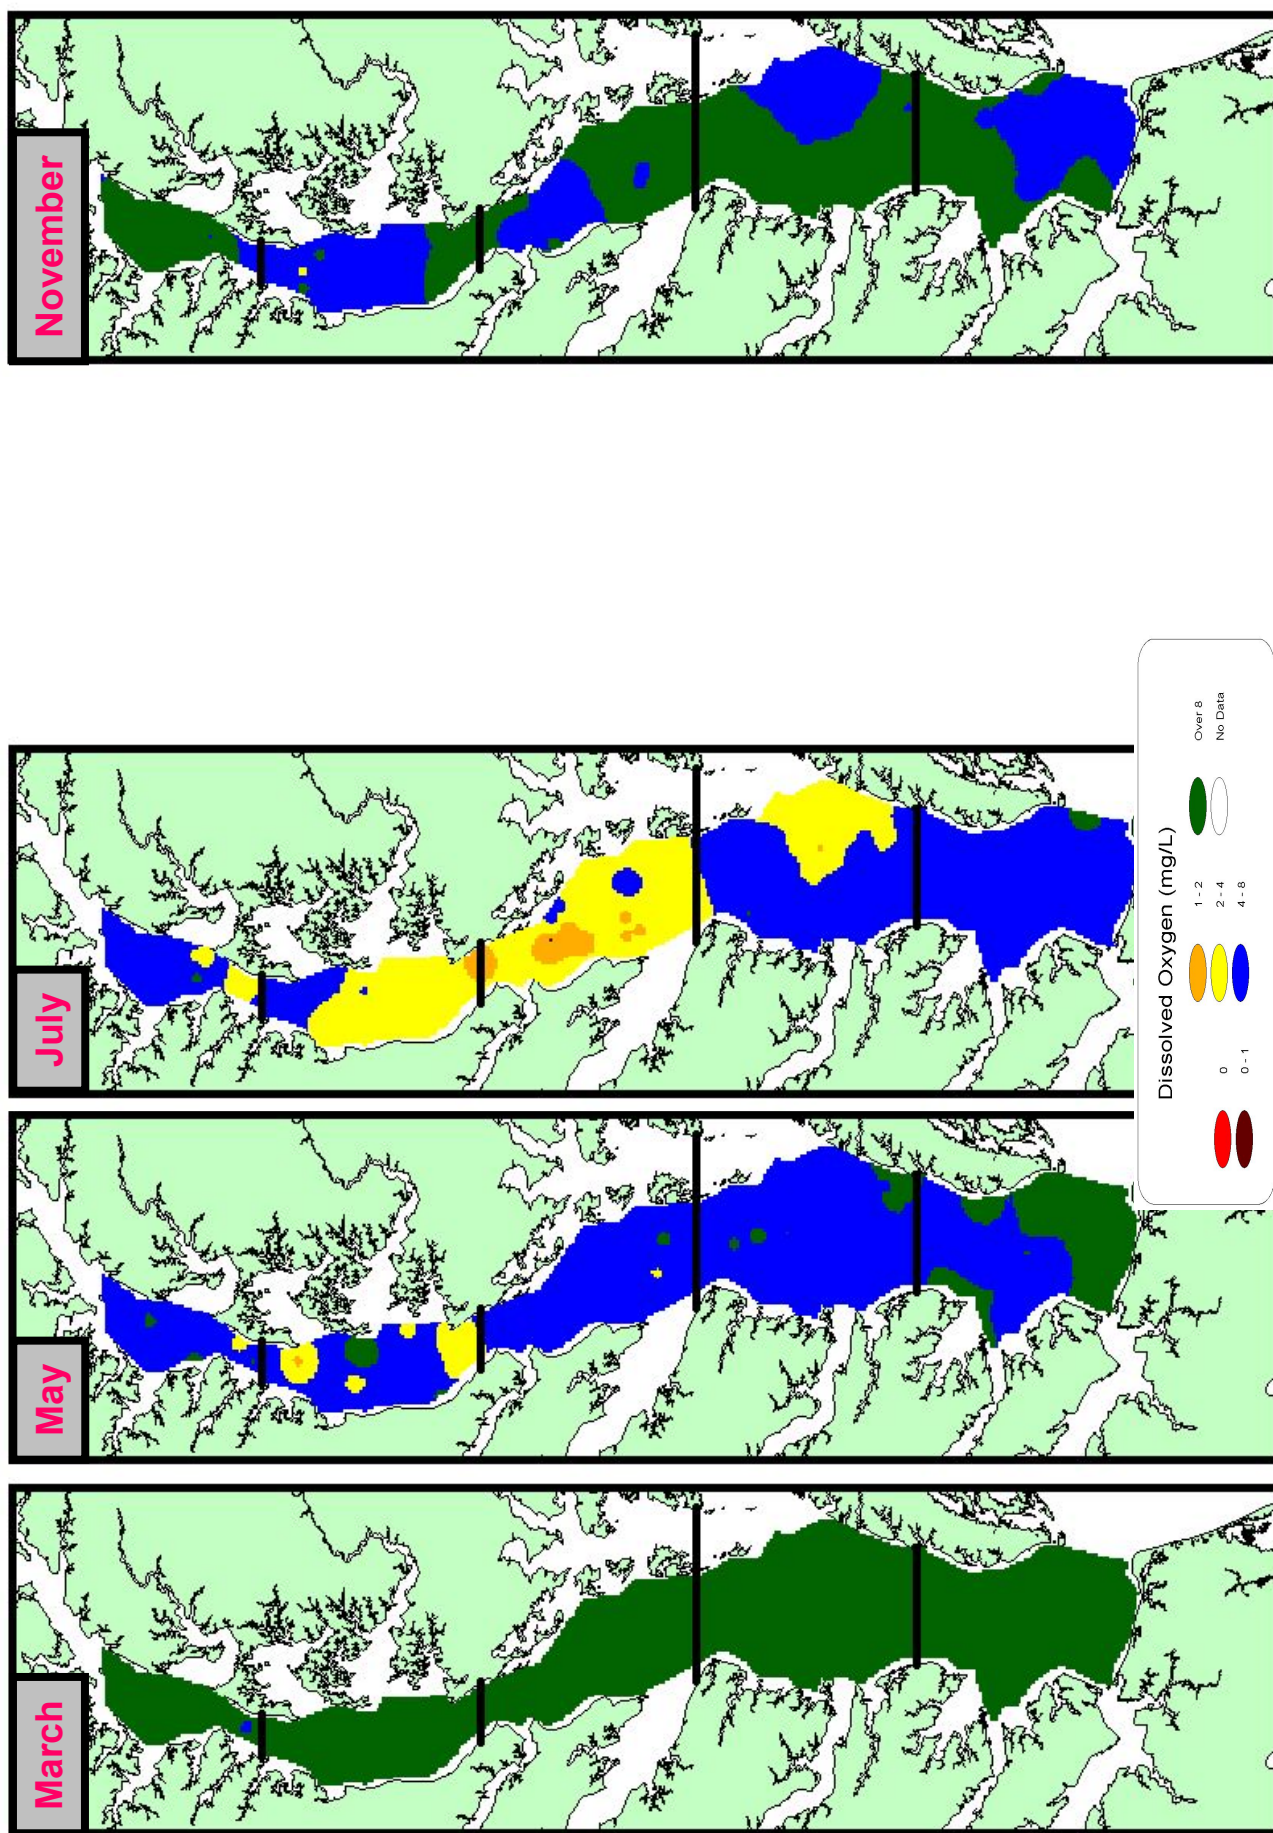 March
May
July
November
Dissolved Oxygen (mg/L)
0
0 - 1
1 - 2
2 - 4
4 - 8
Over 8
No Data